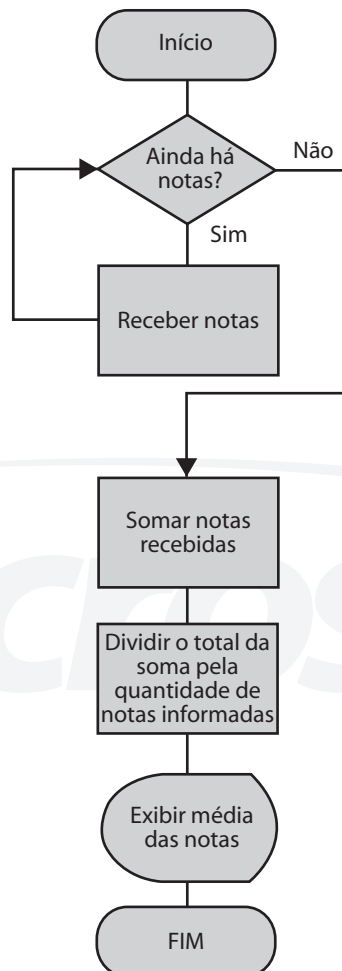 Início
Ainda há
notas?
Não
Sim
Receber notas
Somar notas
recebidas
Dividir o total da
soma pela
quantidade de
notas informadas
Exibir média
das notas
FIM